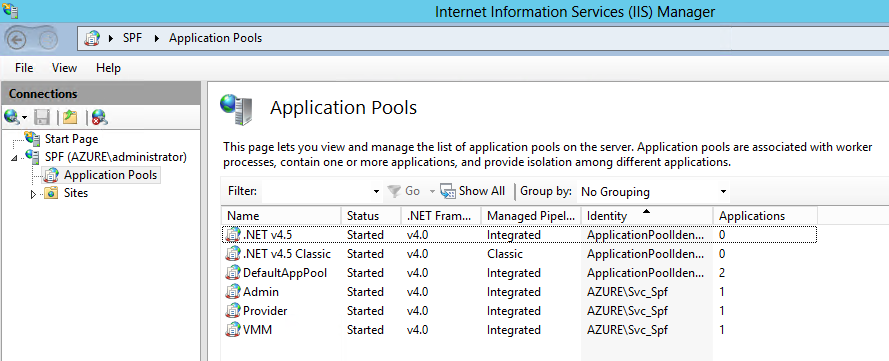 Internet Information Services (IIS) Manager
SPF Application Pools
File View Help
Connections
Start Page
SPF (AZURE\administrator)
Application Pools
Sites
Application Pools
This page lets you view and manage the list of application pools on the server. Application pools are associated with worker
processes, contain one or more applications, and provide isolation among different applications.
Filter: Go Show All Group by: No Grouping
Name Status .NET Fram... Managed Pipel... Identity Applications
.NET v4.5 Started v4.0 Integrated ApplicationPoolIden... 0
.NET v4.5 Classic Started v4.0 Classic ApplicationPoolIden... 0
DefaultAppPool Started v4.0 Integrated ApplicationPoolIden... 2
Admin Started v4.0 Integrated AZURE\Svc_Spf 1
Provider Started v4.0 Integrated AZURE\Svc_Spf 1
VMM Started v4.0 Integrated AZURE\Svc_Spf 1